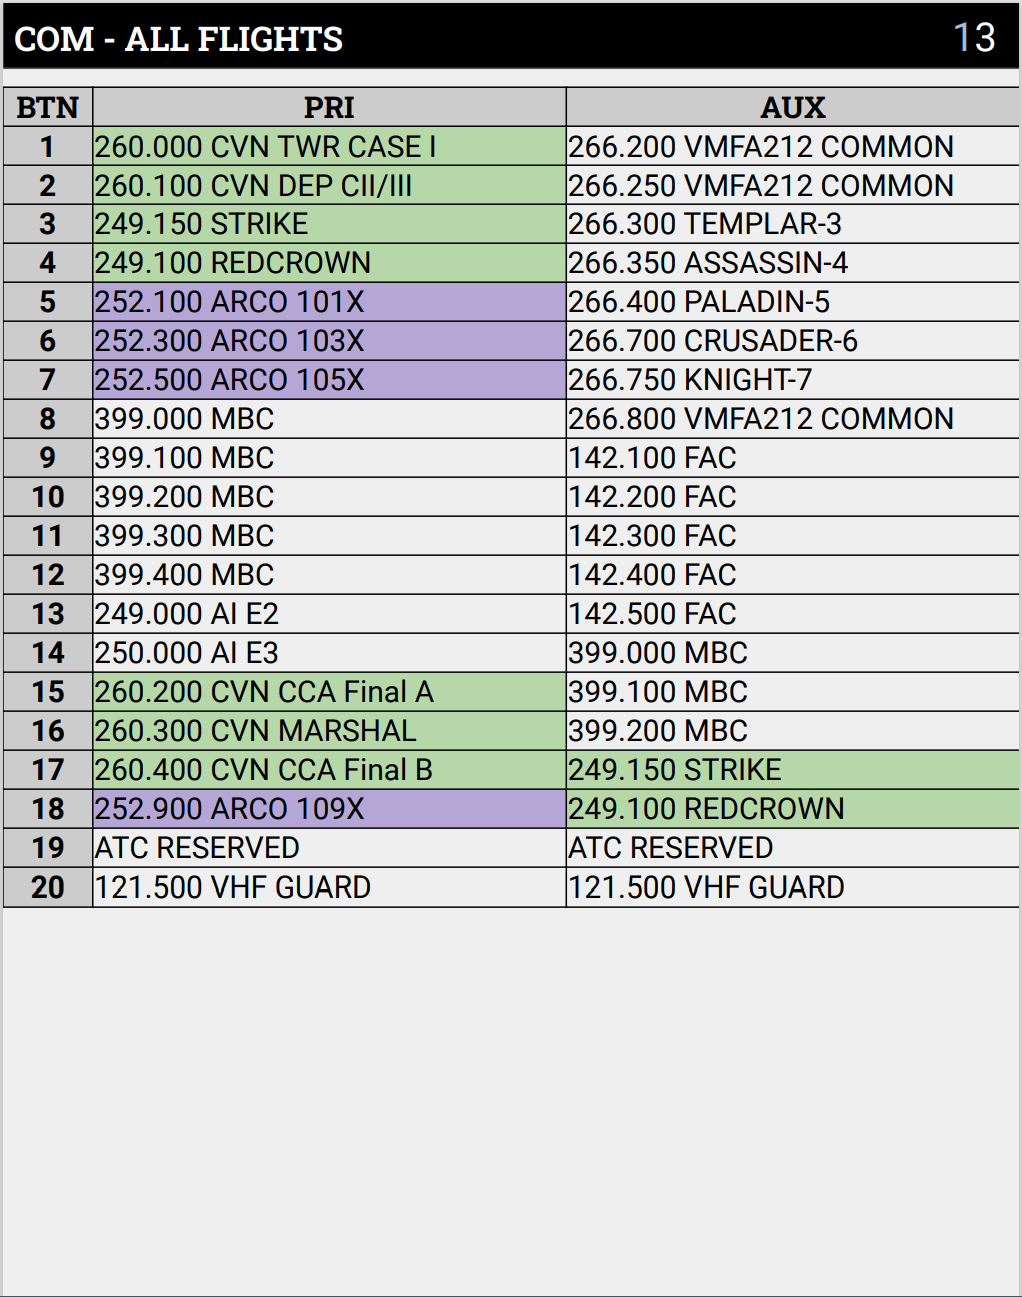 COM - ALL FLIGHTS 13
BTN PRI AUX
1 260.000 CVN TWR CASE I 266.200 VMFA212 COMMON
2 260.100 CVN DEP CII/III 266.250 VMFA212 COMMON
3 249.150 STRIKE 266.300 TEMPLAR-3
4 249.100 REDCROWN 266.350 ASSASSIN-4
5 252.100 ARCO 101X 266.400 PALADIN-5
6 252.300 ARCO 103X 266.700 CRUSADER-6
7 252.500 ARCO 105X 266.750 KNIGHT-7
8 399.000 MBC 266.800 VMFA212 COMMON
9 399.100 MBC 142.100 FAC
10 399.200 MBC 142.200 FAC
11 399.300 MBC 142.300 FAC
12 399.400 MBC 142.400 FAC
13 249.000 AI E2 142.500 FAC
14 250.000 AI E3 399.000 MBC
15 260.200 CVN CCA Final A 399.100 MBC
16 260.300 CVN MARSHAL 399.200 MBC
17 260.400 CVN CCA Final B 249.150 STRIKE
18 252.900 ARCO 109X 249.100 REDCROWN
19 ATC RESERVED ATC RESERVED
20 121.500 VHF GUARD 121.500 VHF GUARD